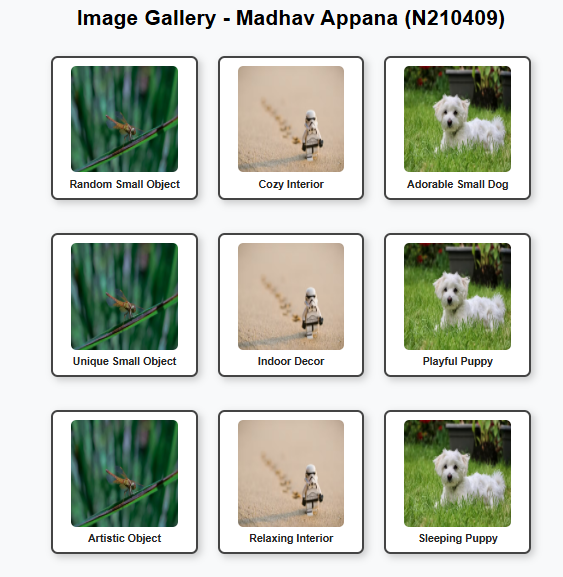 Image Gallery - Madhav Appana (N210409)
Random Small Object
Cozy Interior
Adorable Small Dog
Unique Small Object
Indoor Decor
Playful Puppy
Artistic Object
Relaxing Interior
Sleeping Puppy